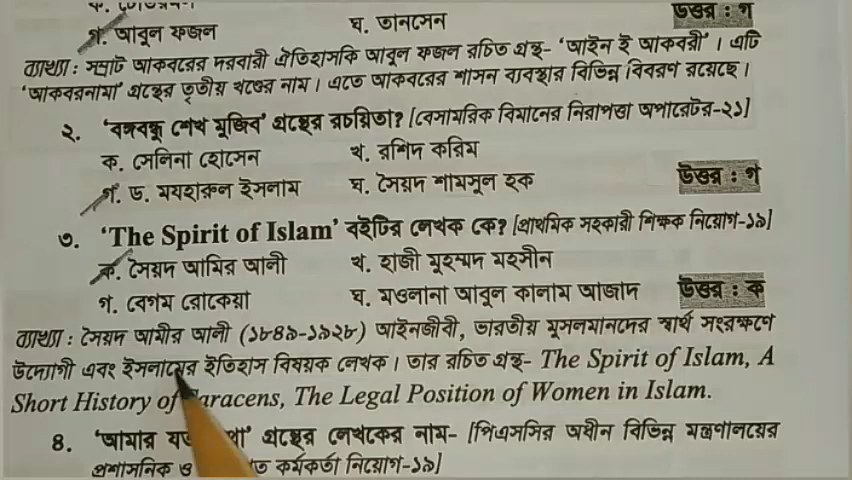 উত্তর : গ
গ. আবুল ফজল ঘ. তানসেন
ব্যাখ্যা : সম্রাট আকবরের দরবারী ঐতিহাসকি আবুল ফজল রচিত গ্রন্থ- ‘আইন ই আকবরী’ । এটি
‘আকবরনামা’ গ্রন্থের তৃতীয় খণ্ডের নাম। এতে আকবরের শাসন ব্যবস্থার বিভিন্ন বিবরণ রয়েছে।
২. ‘বঙ্গবন্ধু শেখ মুজিব’ গ্রন্থের রচয়িতা? [বেসামরিক বিমানের নিরাপত্তা অপারেটর-২১]
ক. সেলিনা হোসেন খ. রশিদ করিম
গ. ড. মযহারুল ইসলাম ঘ. সৈয়দ শামসুল হক উত্তর : গ
৩. ‘The Spirit of Islam’ বইটির লেখক কে? [প্রাথমিক সহকারী শিক্ষক নিয়োগ-১৯]
ক. সৈয়দ আমির আলী খ. হাজী মুহম্মদ মহসীন
গ. বেগম রোকেয়া ঘ. মওলানা আবুল কালাম আজাদ উত্তর : ক
ব্যাখ্যা : সৈয়দ আমীর আলী (১৮৪৯-১৯২৮) আইনজীবী, ভারতীয় মুসলমানদের স্বার্থ সংরক্ষণে
উদ্যোগী এবং ইসলামের ইতিহাস বিষয়ক লেখক। তার রচিত গ্রন্থ- The Spirit of Islam, A
Short History of Saracens, The Legal Position of Women in Islam.
৪. ‘আমার গ্রন্থের লেখকের নাম- [পিএসসির অধীন বিভিন্ন মন্ত্রণালয়ের
প্রশাসনিক ও কর্মকর্তা নিয়োগ-১৯]